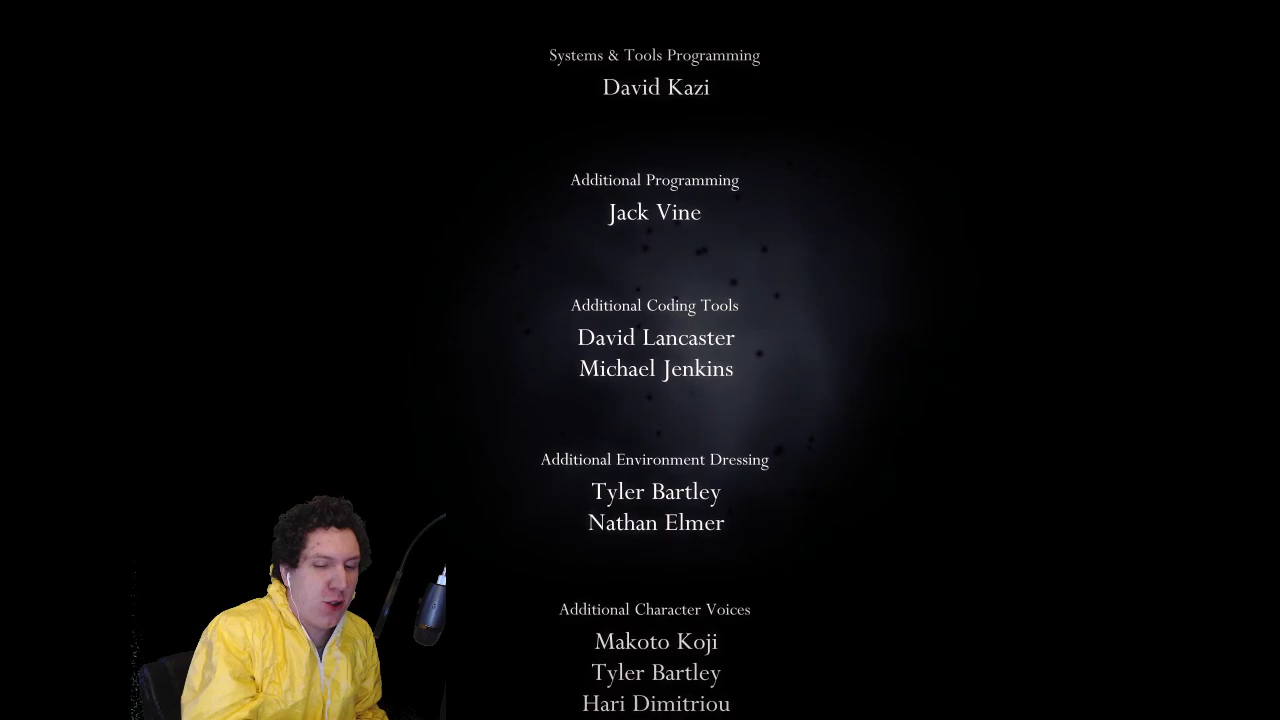 Systems & Tools Programming
David Kazi
Additional Programming
Jack Vine
Additional Coding Tools
David Lancaster
Michael Jenkins
Additional Environment Dressing
Tyler Bartley
Nathan Elmer
Additional Character Voices
Makoto Koji
Tyler Bartley
Hari Dimitriou